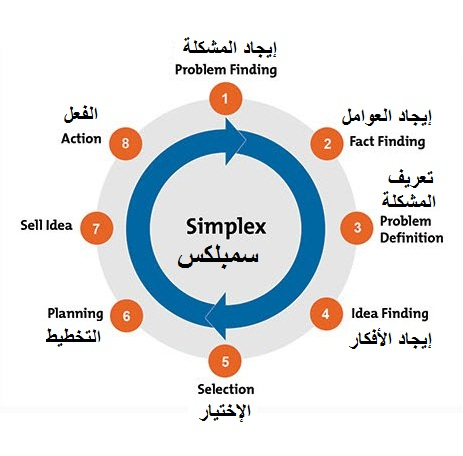 إيجاد المشكلة
Problem Finding
1
إيجاد العوامل
2
Fact Finding
تعريف
المشكلة
3
Problem
Definition
4
Idea Finding
إيجاد الأفكار
5
Selection
الإختيار
Planning
6
التخطيط
Sell Idea
7
الفعل
Action
8
Simplex
سمبلكس